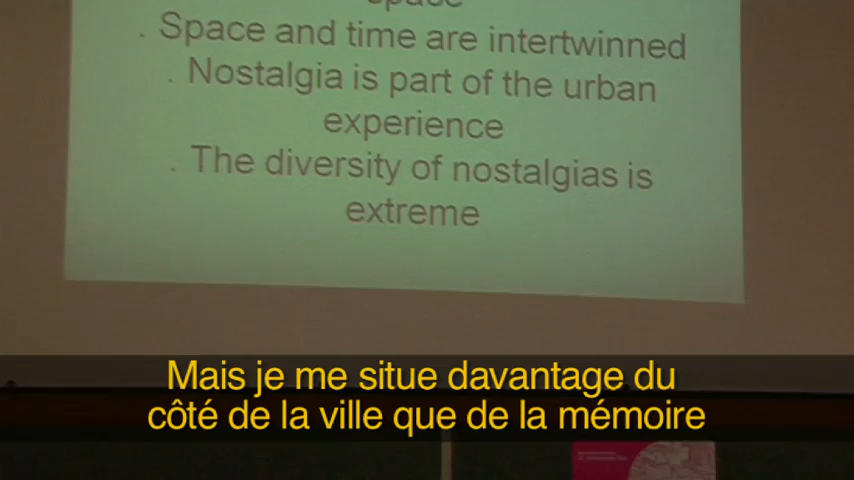 space
. Space and time are intertwinned
. Nostalgia is part of the urban
experience
. The diversity of nostalgias is
extreme
Mais je me situe davantage du
côté de la ville que de la mémoire